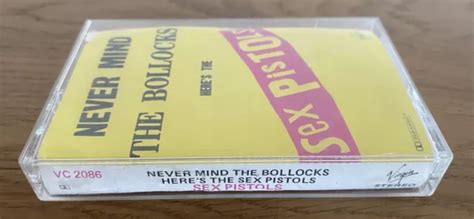 NEVER MIND
THE BOLLOCKS
HERE'S THE
Sex PisTOLs
VC 2086
NEVER MIND THE BOLLOCKS
HERE'S THE SEX PISTOLS
SEX PISTOLS
Virgin
STEREO